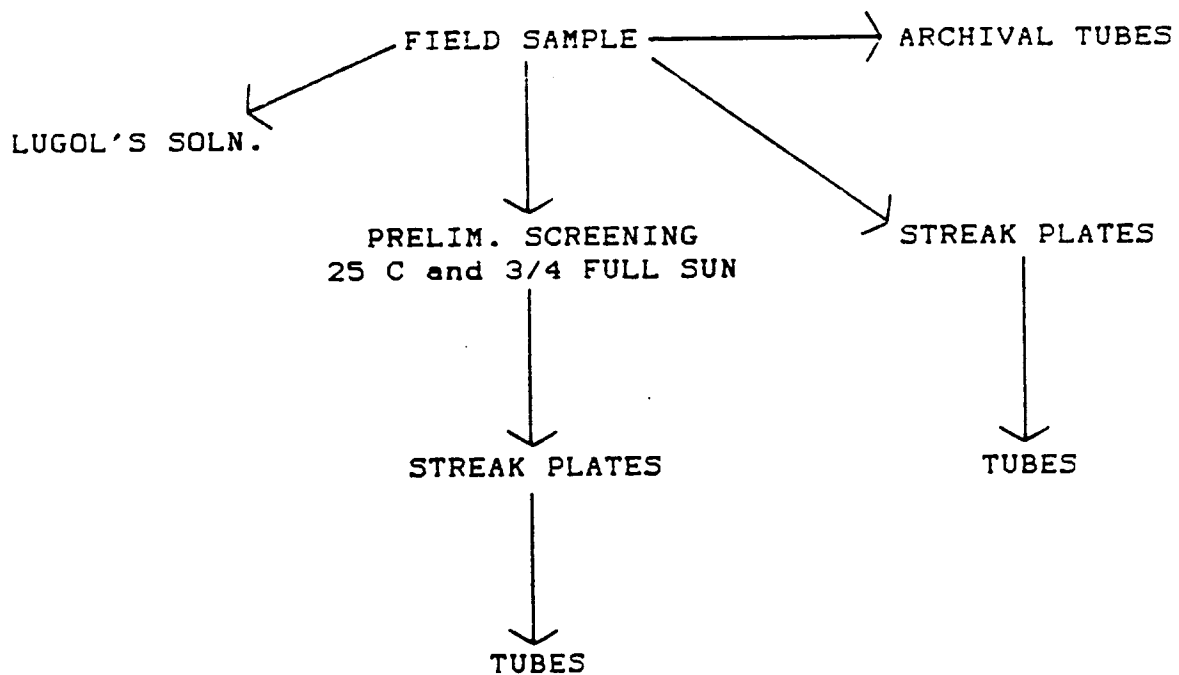 FIELD SAMPLE
ARCHIVAL TUBES
LUGOL'S SOLN.
PRELIM. SCREENING
25 C and 3/4 FULL SUN
STREAK PLATES
STREAK PLATES
TUBES
TUBES